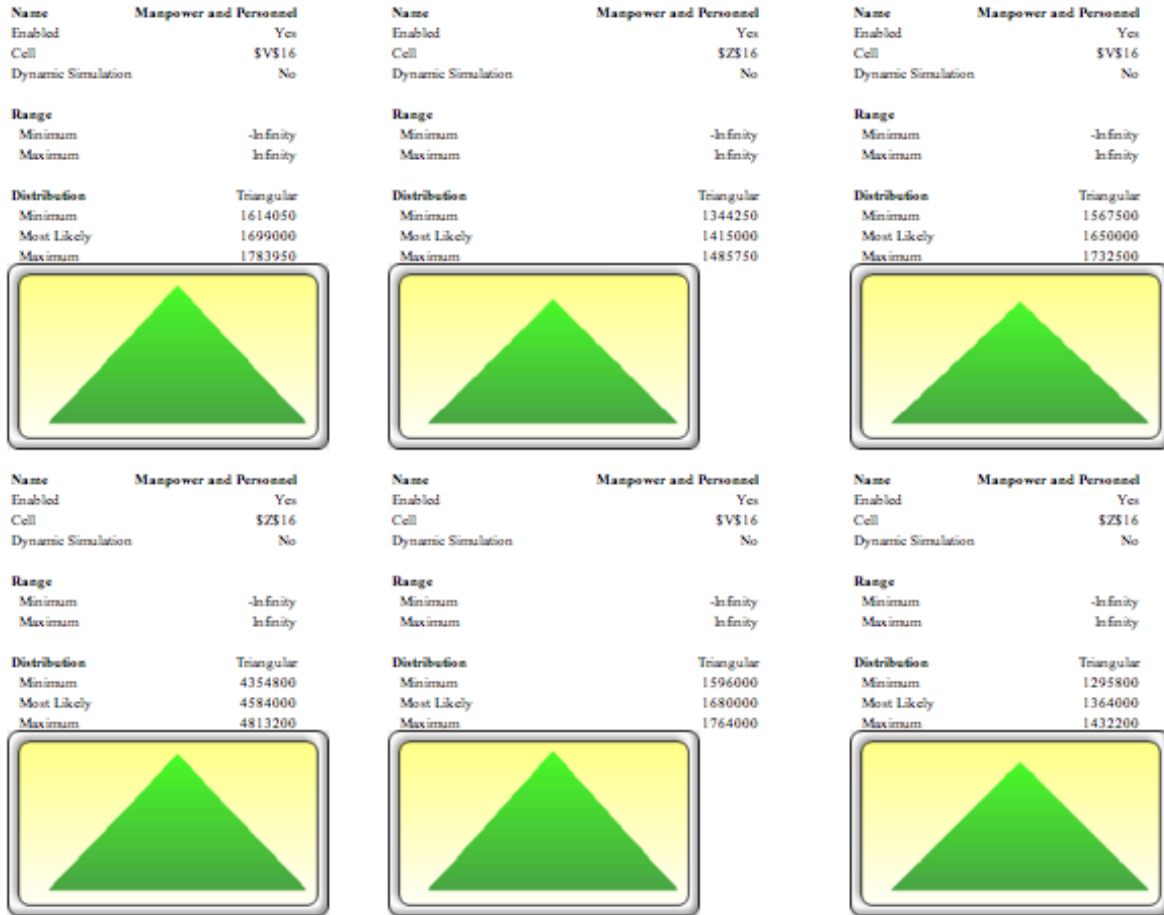 Name Manpower and Personnel
Enabled Yes
Cell $V$16
Dynamic Simulation No
Range
Minimum -Infinity
Maximum Infinity
Distribution Triangular
Minimum 1614050
Most Likely 1699000
Maximum 1783950
Name Manpower and Personnel
Enabled Yes
Cell $Z$16
Dynamic Simulation No
Range
Minimum -Infinity
Maximum Infinity
Distribution Triangular
Minimum 1344250
Most Likely 1415000
Maximum 1485750
Name Manpower and Personnel
Enabled Yes
Cell $V$16
Dynamic Simulation No
Range
Minimum -Infinity
Maximum Infinity
Distribution Triangular
Minimum 1567500
Most Likely 1650000
Maximum 1732500
Name Manpower and Personnel
Enabled Yes
Cell $Z$16
Dynamic Simulation No
Range
Minimum -Infinity
Maximum Infinity
Distribution Triangular
Minimum 4354800
Most Likely 4584000
Maximum 4813200
Name Manpower and Personnel
Enabled Yes
Cell $V$16
Dynamic Simulation No
Range
Minimum -Infinity
Maximum Infinity
Distribution Triangular
Minimum 1596000
Most Likely 1680000
Maximum 1764000
Name Manpower and Personnel
Enabled Yes
Cell $Z$16
Dynamic Simulation No
Range
Minimum -Infinity
Maximum Infinity
Distribution Triangular
Minimum 1295800
Most Likely 1364000
Maximum 1432200